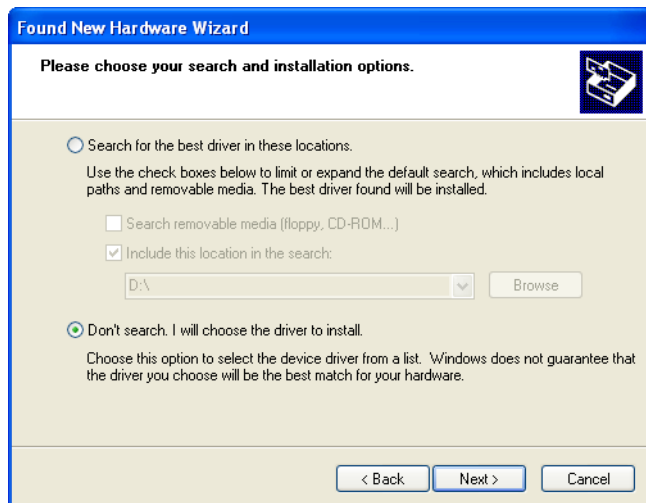 Found New Hardware Wizard
Please choose your search and installation options.
Search for the best driver in these locations.
Use the check boxes below to limit or expand the default search, which includes local
paths and removable media. The best driver found will be installed.
Search removable media (floppy, CD-ROM...)
Include this location in the search:
D:\
Browse
Don't search. I will choose the driver to install.
Choose this option to select the device driver from a list. Windows does not guarantee that
the driver you choose will be the best match for your hardware.
< Back Next > Cancel